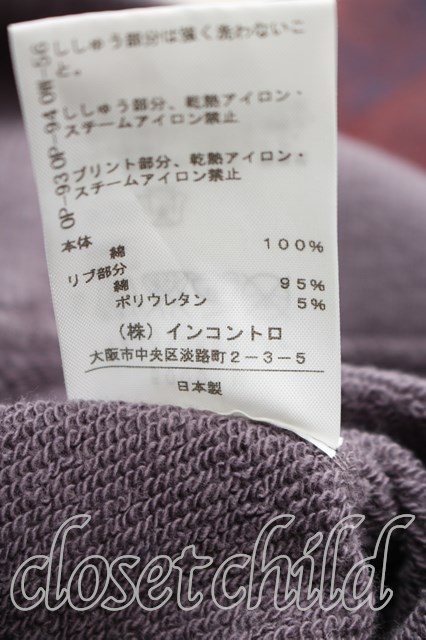 ししゅう部分は強く洗わないこ
と。
ししゅう部分、乾熱アイロン・
スチームアイロン禁止
プリント部分、乾熱アイロン・
スチームアイロン禁止
本体
綿 100%
リブ部分
綿 95%
ポリウレタン 5%
(株)インコントロ
大阪市中央区淡路町2-3-5
日本製
closet child